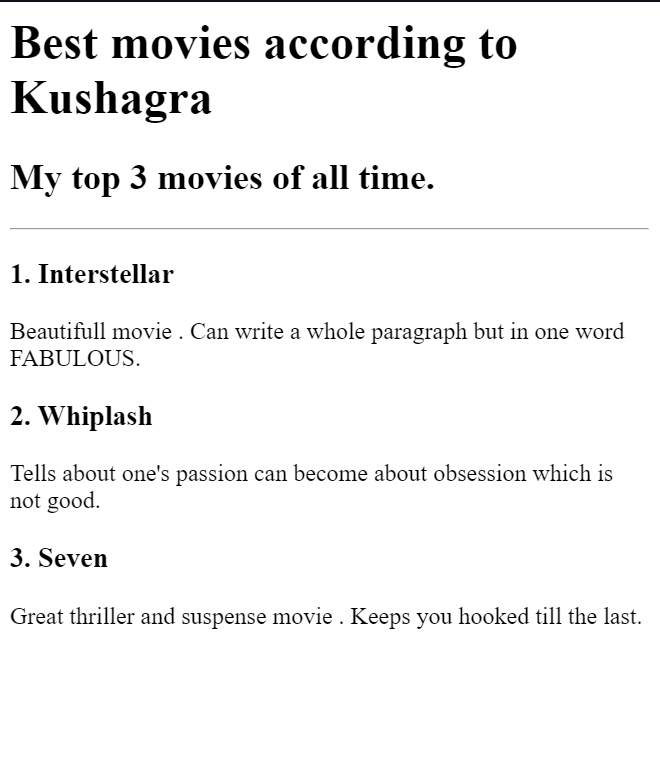 Best movies according to
Kushagra
My top 3 movies of all time.
1. Interstellar
Beautifull movie . Can write a whole paragraph but in one word
FABULOUS.
2. Whiplash
Tells about one's passion can become about obsession which is
not good.
3. Seven
Great thriller and suspense movie . Keeps you hooked till the last.